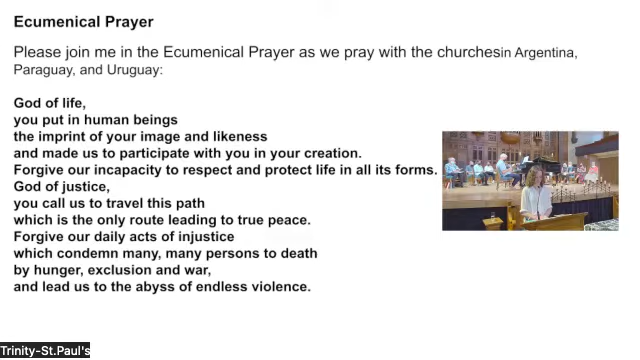 Ecumenical Prayer
Please join me in the Ecumenical Prayer as we pray with the churchesin Argentina,
Paraguay, and Uruguay:
God of life,
you put in human beings
the imprint of your image and likeness
and made us to participate with you in your creation.
Forgive our incapacity to respect and protect life in all its forms.
God of justice,
you call us to travel this path
which is the only route leading to true peace.
Forgive our daily acts of injustice
which condemn many, many persons to death
by hunger, exclusion and war,
and lead us to the abyss of endless violence.
Trinity-St.Paul's